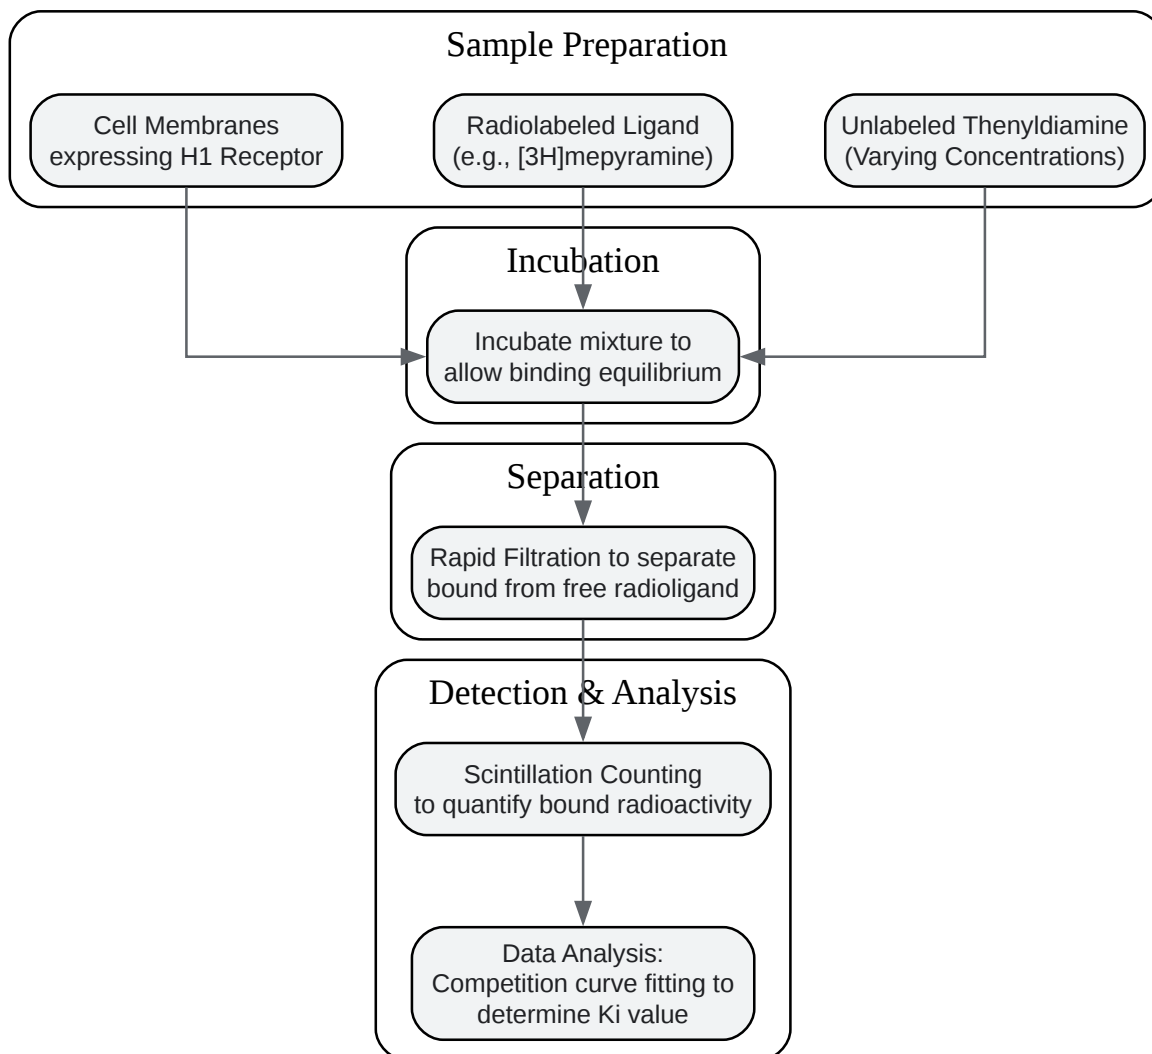 Sample Preparation
Cell Membranes
expressing H1 Receptor
Radiolabeled Ligand
(e.g., [3H]mepyramine)
Unlabeled Thenyldiamine
(Varying Concentrations)
Incubation
Incubate mixture to
allow binding equilibrium
Separation
Rapid Filtration to separate
bound from free radioligand
Detection & Analysis
Scintillation Counting
to quantify bound radioactivity
Data Analysis:
Competition curve fitting to
determine Ki value